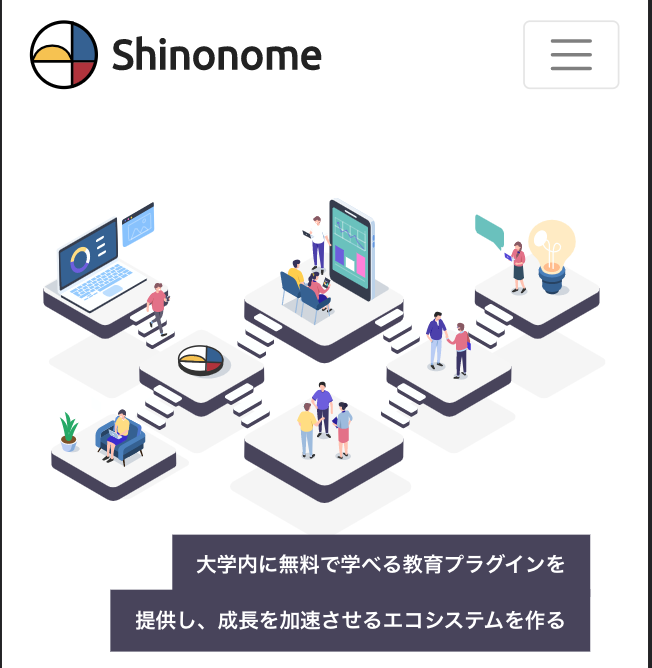 Shinonome
大学内に無料で学べる教育プラグインを
提供し、成長を加速させるエコシステムを作る